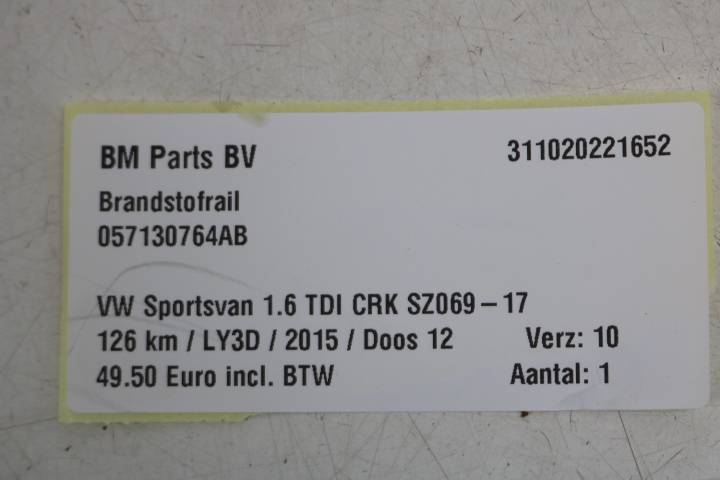 BM Parts BV 311020221652
Brandstofrail
057130764AB
VW Sportsvan 1.6 TDI CRK SZ069 – 17
126 km / LY3D / 2015 / Doos 12 Verz: 10
49.50 Euro incl. BTW Aantal: 1